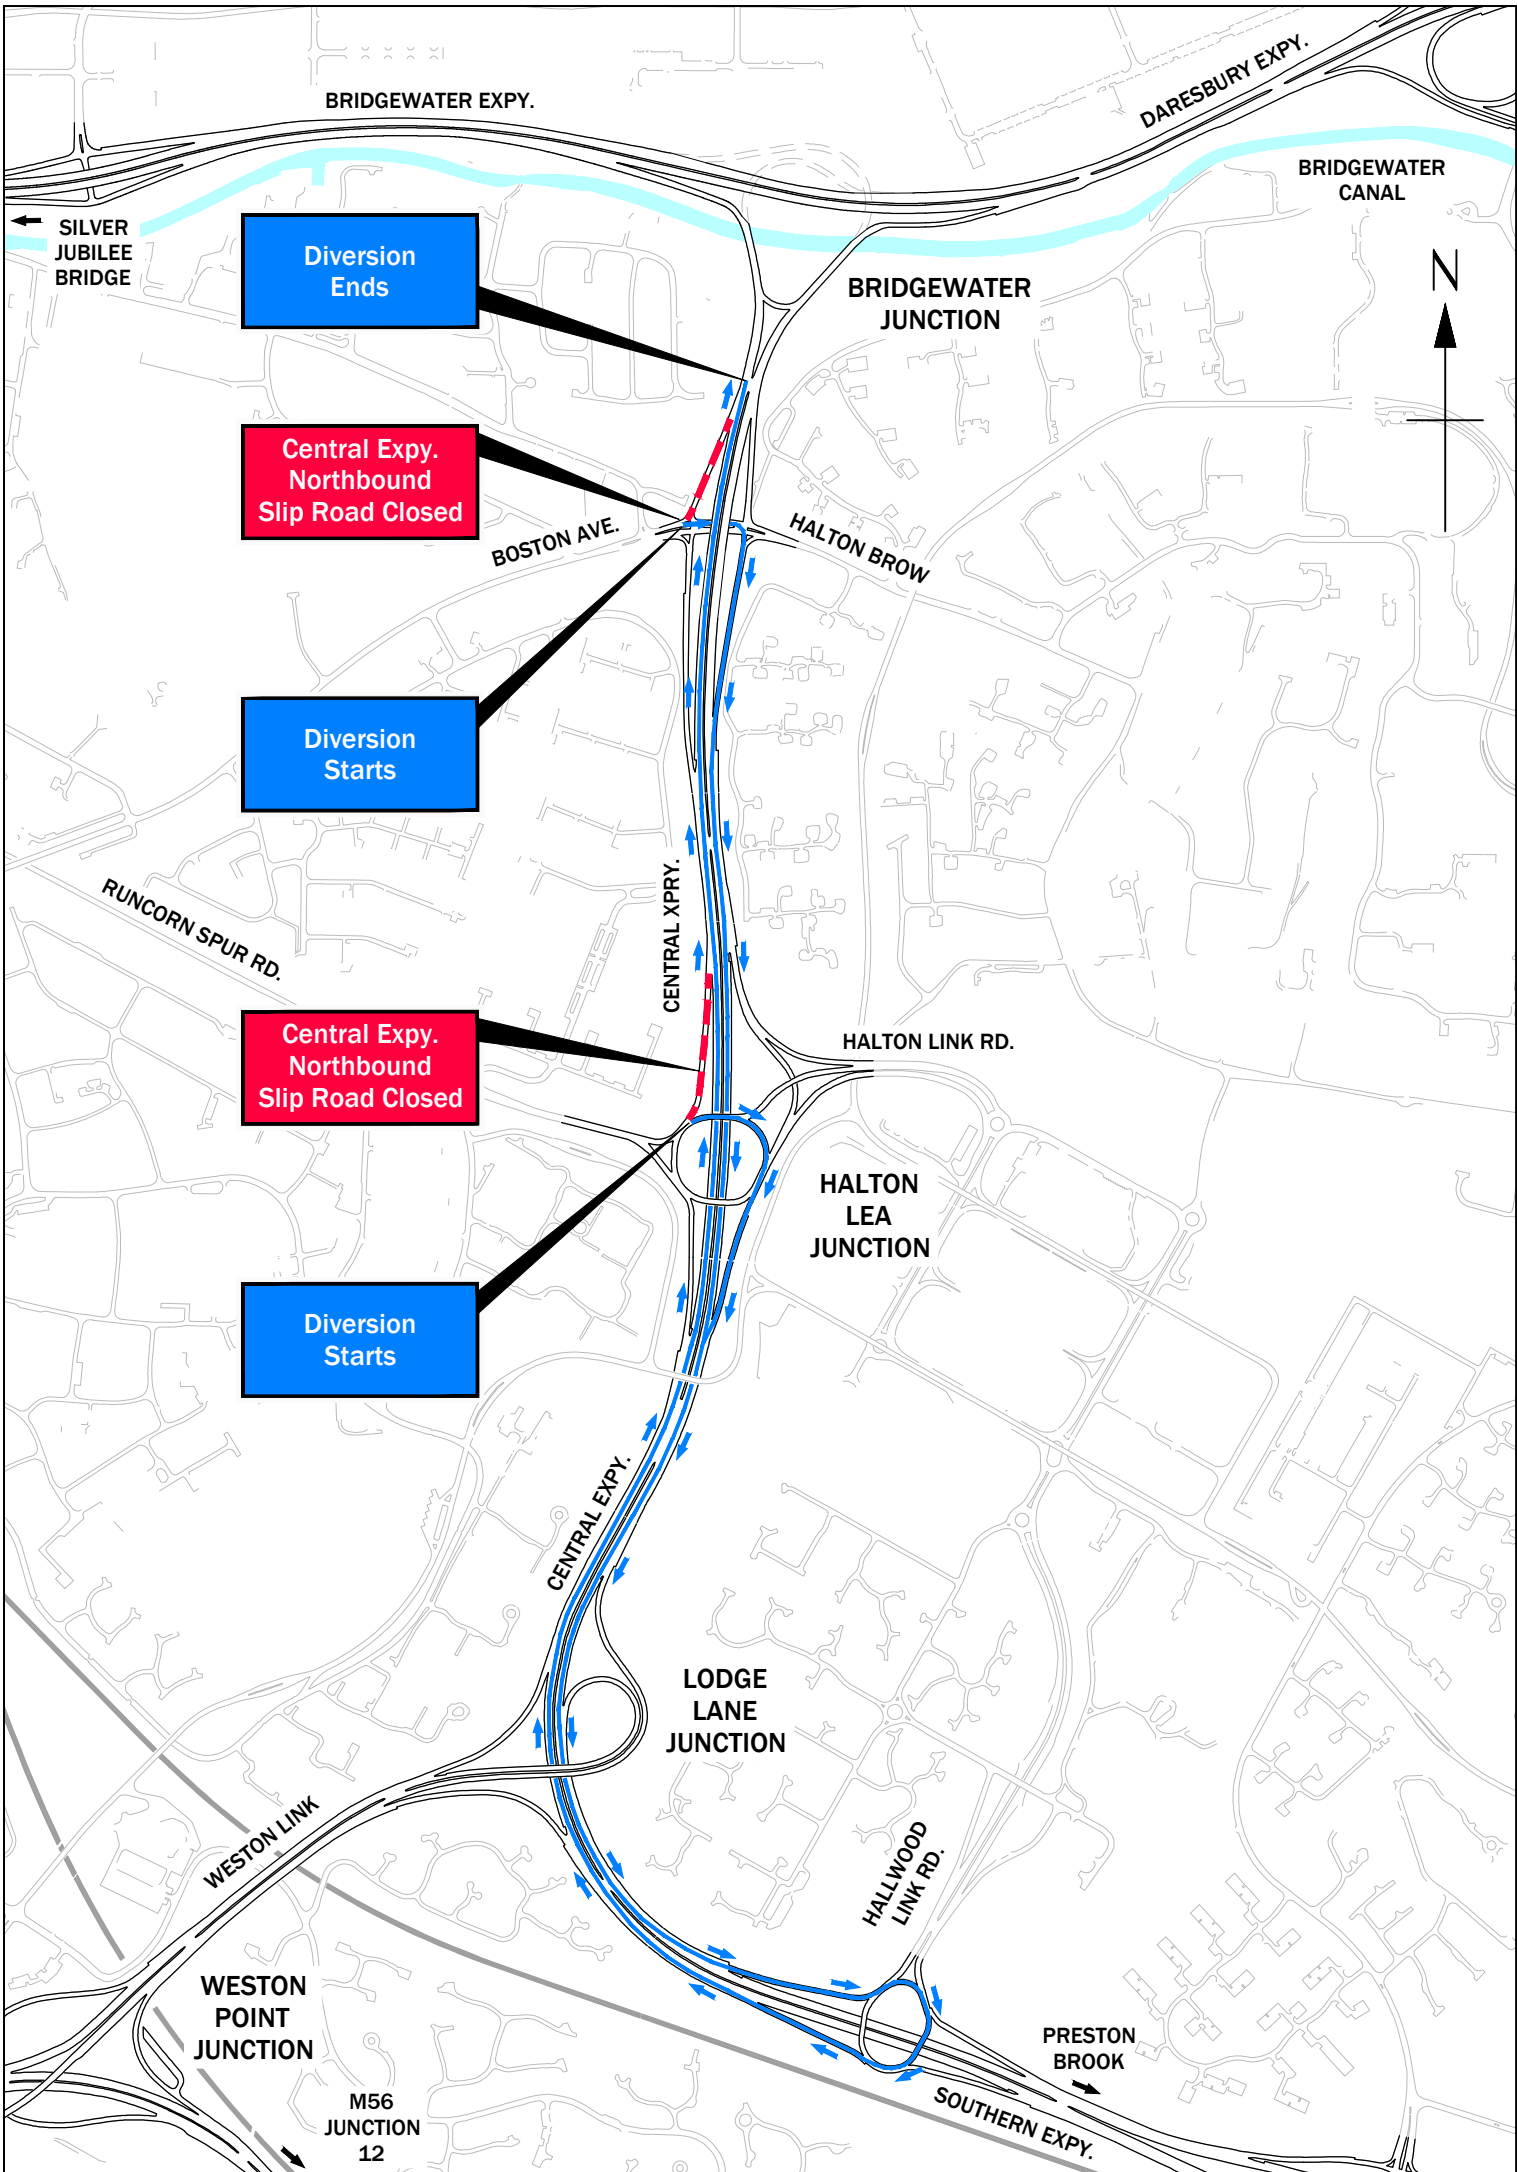 BRIDGEWATER EXPY.
DARESBURY EXPY.
BRIDGEWATER
CANAL
SILVER
JUBILEE
BRIDGE
Diversion
Ends
BRIDGEWATER
JUNCTION
N
Central Expy.
Northbound
Slip Road Closed
BOSTON AVE.
HALTON BROW
Diversion
Starts
CENTRAL XPRY.
RUNCORN SPUR RD.
Central Expy.
Northbound
Slip Road Closed
HALTON LINK RD.
HALTON
LEA
JUNCTION
Diversion
Starts
CENTRAL EXPY.
LODGE
LANE
JUNCTION
WESTON LINK
HALLWOOD
LINK RD.
WESTON
POINT
JUNCTION
PRESTON
BROOK
SOUTHERN EXPY.
M56
JUNCTION
12